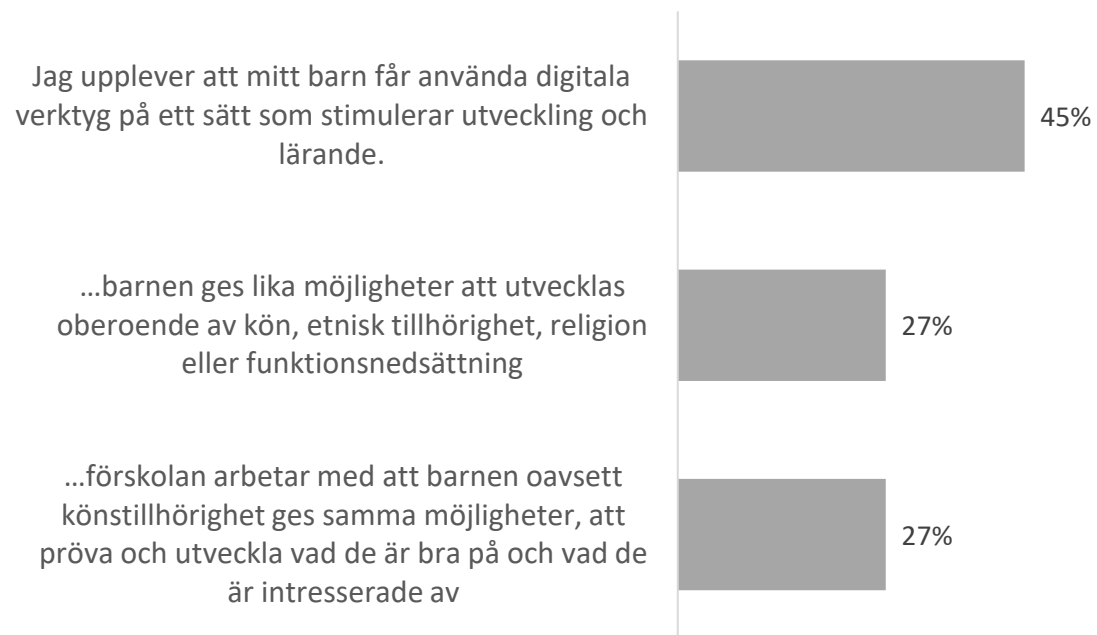 Jag upplever att mitt barn får använda digitala
verktyg på ett sätt som stimulerar utveckling och
lärande.
45%
…barnen ges lika möjligheter att utvecklas
oberoende av kön, etnisk tillhörighet, religion
eller funktionsnedsättning
27%
…förskolan arbetar med att barnen oavsett
könstillhörighet ges samma möjligheter, att
pröva och utveckla vad de är bra på och vad de
är intresserade av
27%